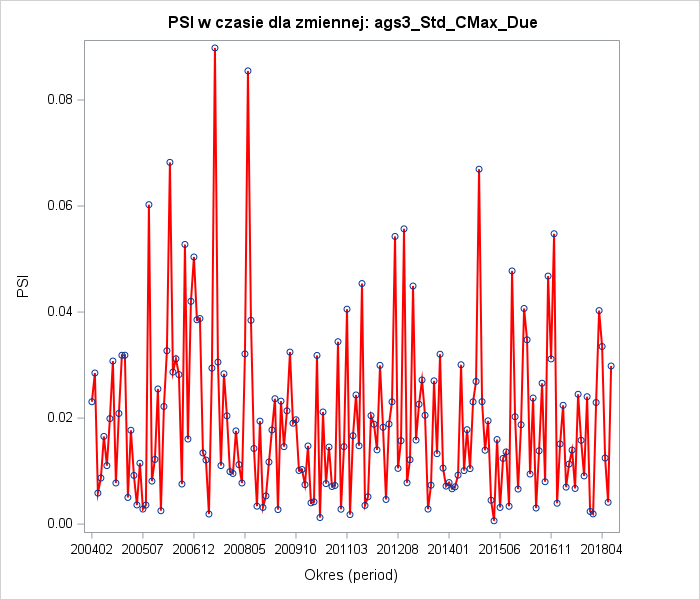 PSI w czasie dla zmiennej: ags3_Std_CMax_Due
PSI
0.08
0.06
0.04
0.02
0.00
200402 200507 200612 200805 200910 201103 201208 201401 201506 201611 201804
Okres (period)